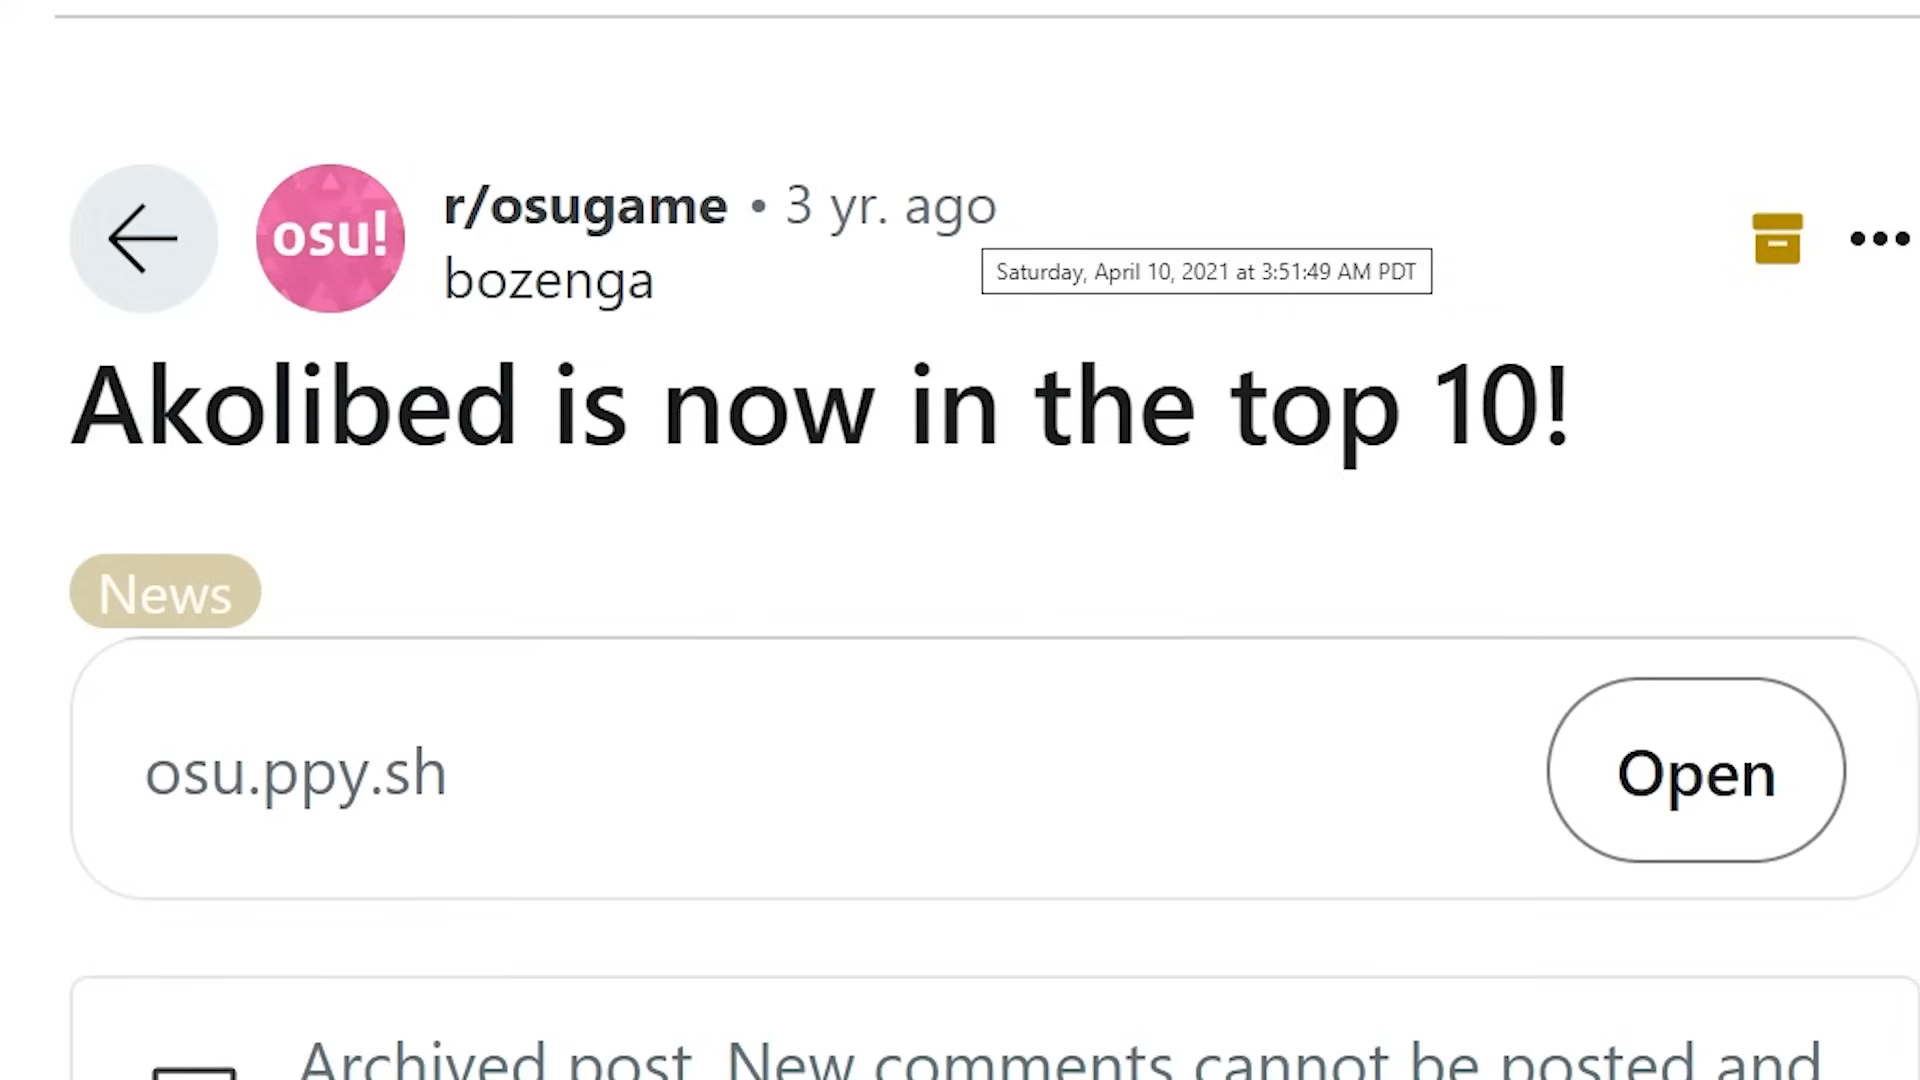 osu!
r/osugame • 3 yr. ago
bozenga
Saturday, April 10, 2021 at 3:51:49 AM PDT
Akolibed is now in the top 10!
News
osu.ppy.sh
Open
Archived post. New comments cannot be posted and